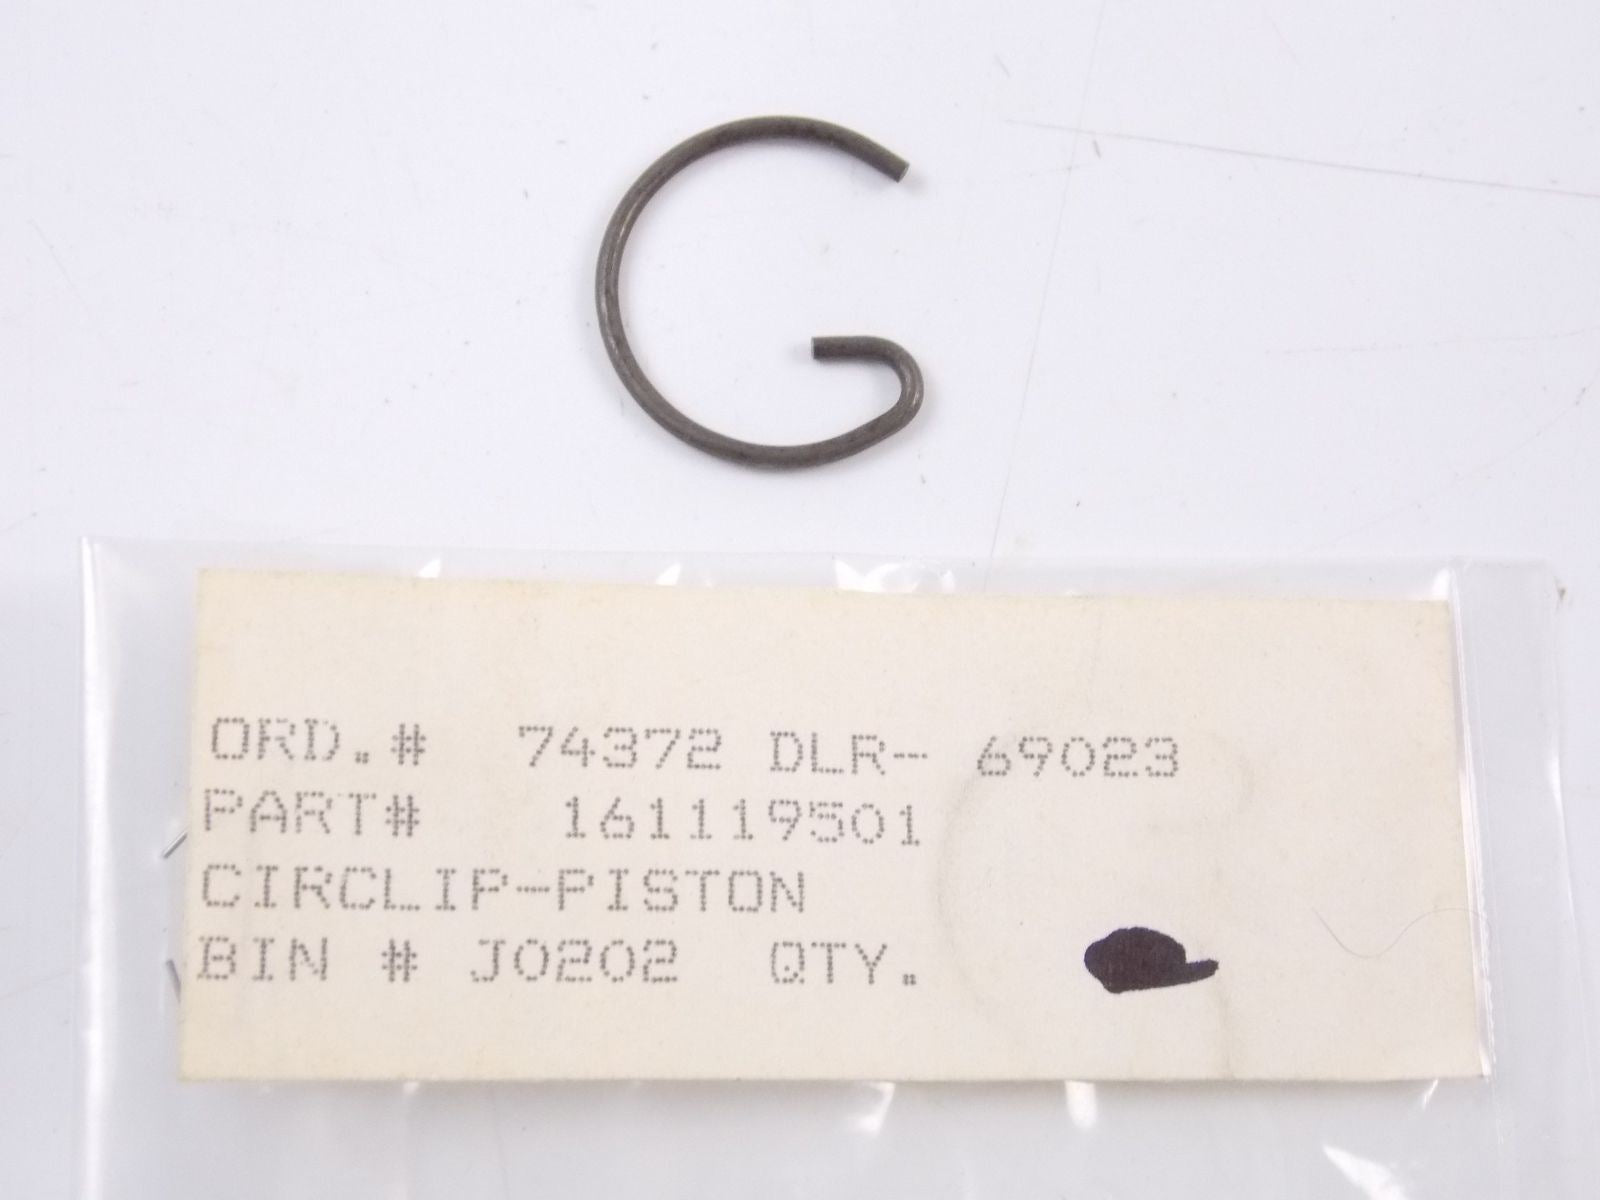 ORD.# 74372 DLR- 69023
PART# 161119501
CIRCLIP-PISTON
BIN # J0202 QTY.